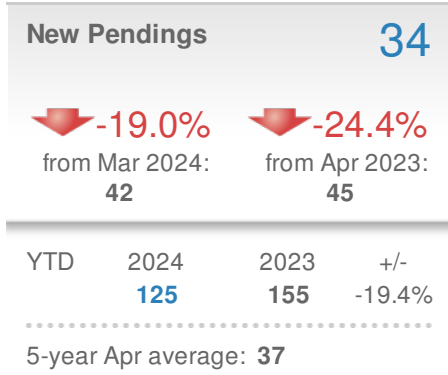 New Pendings 34
-19.0% -24.4%
from Mar 2024: from Apr 2023:
42 45
YTD 2024 2023 +/-
125 155 -19.4%
5-year Apr average: 37